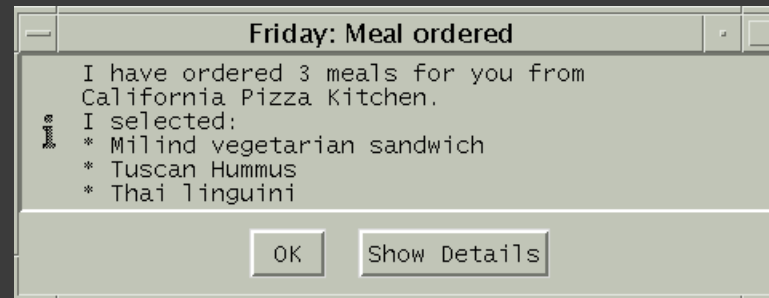 Friday: Meal ordered
I have ordered 3 meals for you from
California Pizza Kitchen.
I selected:
* Milind vegetarian sandwich
* Tuscan Hummus
* Thai linguini
OK
Show Details